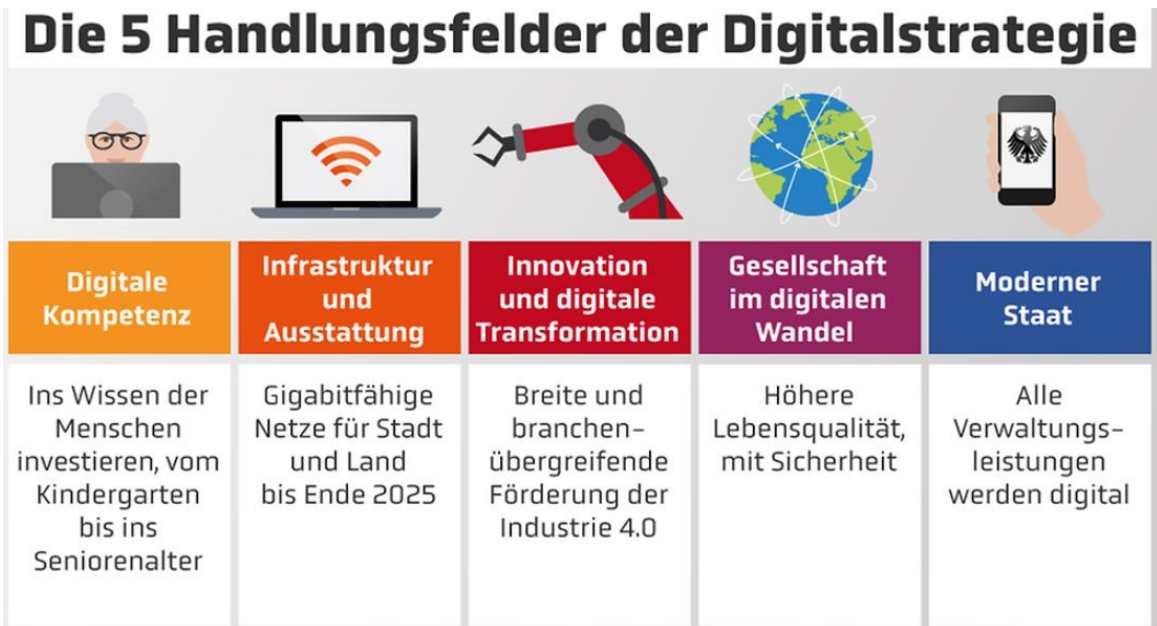 Die 5 Handlungsfelder der Digitalstrategie
Digitale
Kompetenz
Ins Wissen der
Menschen
investieren, vom
Kindergarten
bis ins
Seniorenalter
Infrastruktur
und
Ausstattung
Gigabitfähige
Netze für Stadt
und Land
bis Ende 2025
Innovation
und digitale
Transformation
Breite und
branchen-
übergreifende
Förderung der
Industrie 4.0
Gesellschaft
im digitalen
Wandel
Höhere
Lebensqualität,
mit Sicherheit
Moderner
Staat
Alle
Verwaltungs-
leistungen
werden digital